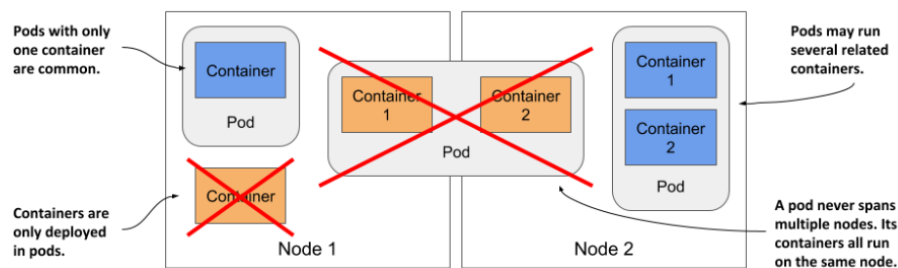 Pods with only
one container
are common.
Container
Pod
Container
Containers are
only deployed
in pods.
Node 1
Container
1
Container
2
Pod
Container
1
Container
2
Pod
Node 2
Pods may run
several related
containers.
A pod never spans
multiple nodes. Its
containers all run
on the same node.